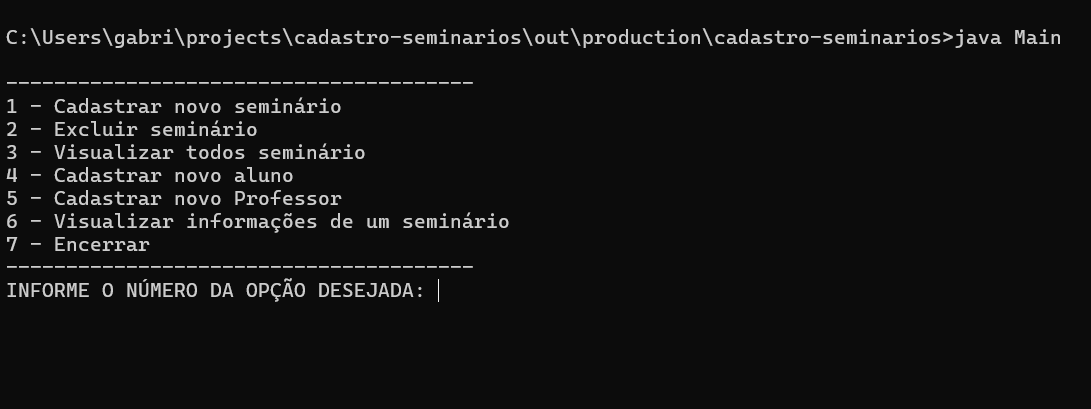 C:\Users\gabri\projects\cadastro-seminarios\out\production\cadastro-seminarios>java Main
---------------------------------------
1 - Cadastrar novo seminário
2 - Excluir seminário
3 - Visualizar todos seminário
4 - Cadastrar novo aluno
5 - Cadastrar novo Professor
6 - Visualizar informações de um seminário
7 - Encerrar
---------------------------------------
INFORME O NÚMERO DA OPÇÃO DESEJADA: